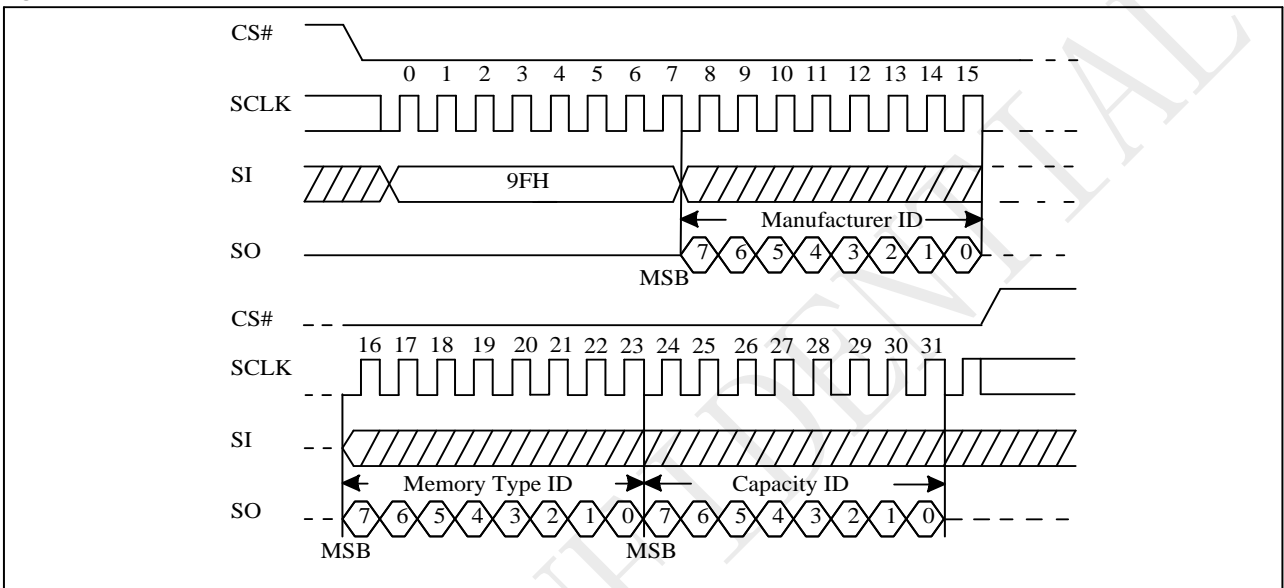 CS#
0 1 2 3 4 5 6 7 8 9 10 11 12 13 14 15
SCLK
SI
9FH
Manufacturer ID
SO
7 6 5 4 3 2 1 0
MSB
CS#
16 17 18 19 20 21 22 23 24 25 26 27 28 29 30 31
SCLK
SI
Memory Type ID Capacity ID
SO
7 6 5 4 3 2 1 0 7 6 5 4 3 2 1 0
MSB MSB